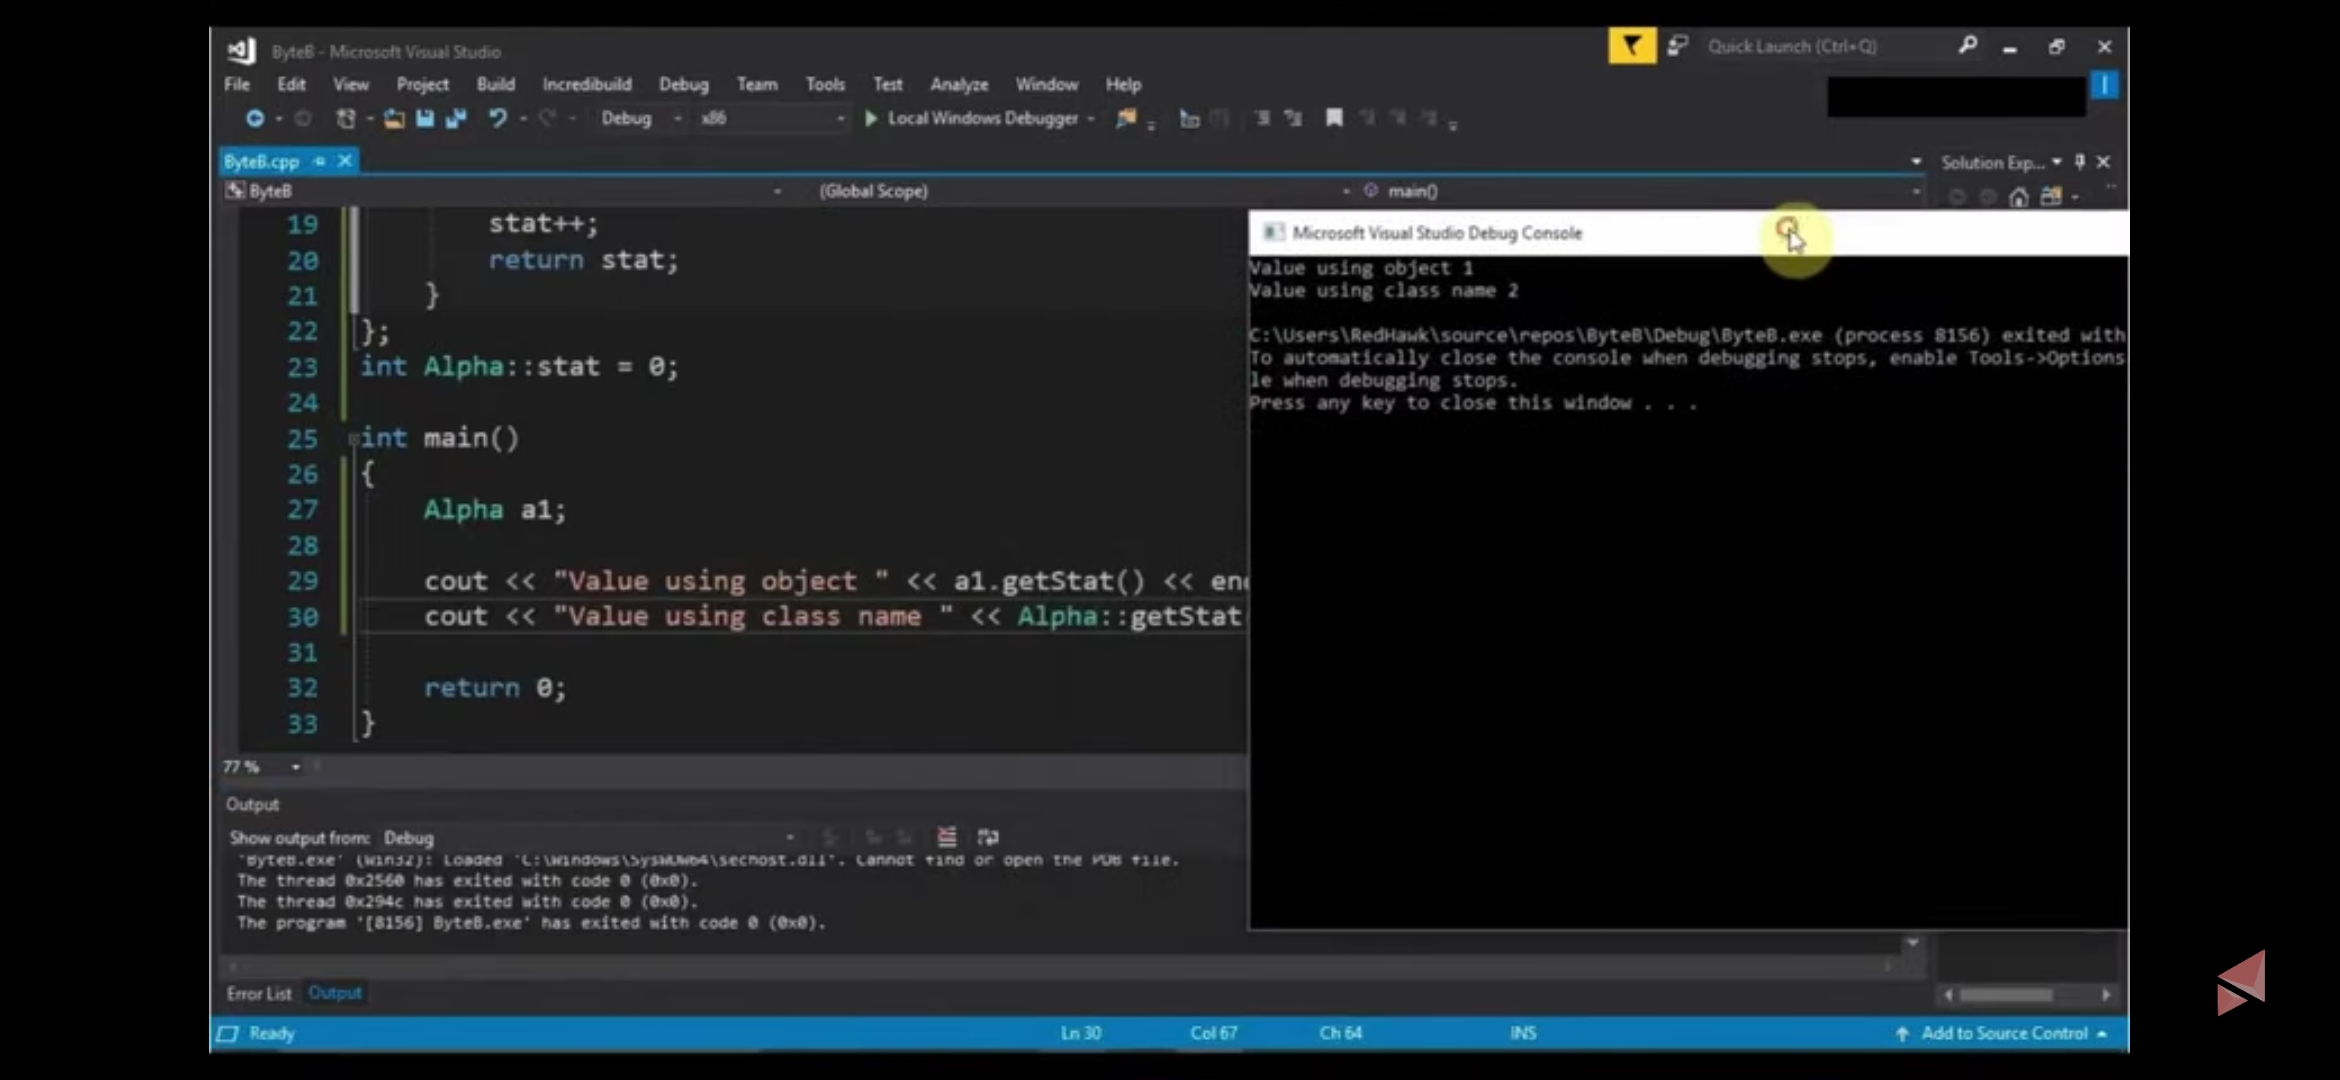 ByteB - Microsoft Visual Studio
Quick Launch (Ctrl+Q)
File Edit View Project Build Incredibuild Debug Team Tools Test Analyze Window Help
Debug x86 Local Windows Debugger
ByteB.cpp
Solution Exp...
ByteB (Global Scope) main()
19 stat++;
20 return stat;
21 }
22 };
23 int Alpha::stat = 0;
24
25 int main()
26 {
27 Alpha a1;
28
29 cout << "Value using object " << a1.getStat() << en
30 cout << "Value using class name " << Alpha::getStat
31
32 return 0;
33 }
Microsoft Visual Studio Debug Console
Value using object 1
Value using class name 2
C:\Users\RedHawk\source\repos\ByteB\Debug\ByteB.exe (process 8156) exited with
To automatically close the console when debugging stops, enable Tools->Options
le when debugging stops.
Press any key to close this window . . .
77 %
Output
Show output from: Debug
'ByteB.exe' (Win32): Loaded 'C:\Windows\SysWOW64\sechost.dll'. Cannot find or open the PDB file.
The thread 0x2560 has exited with code 0 (0x0).
The thread 0x294c has exited with code 0 (0x0).
The program '[8156] ByteB.exe' has exited with code 0 (0x0).
Error List Output
Ready Ln 30 Col 67 Ch 64 INS Add to Source Control